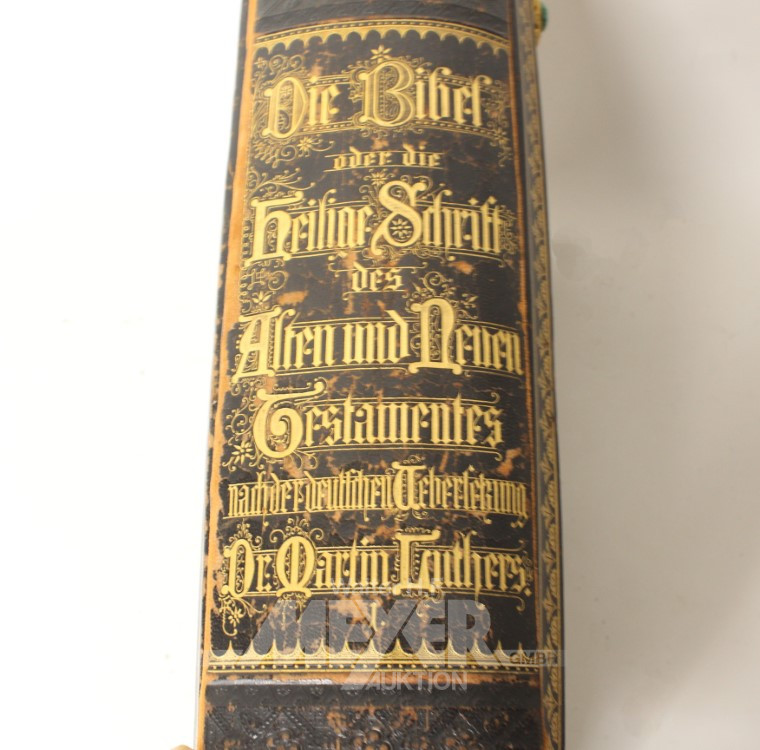 Die Bibel
oder die
Heilige Schrift
des
Alten und Neuen
Testamentes
nach der deutschen Uebersetzung
Dr. Martin Luthers.
MEYER
GMBH
AUKTION